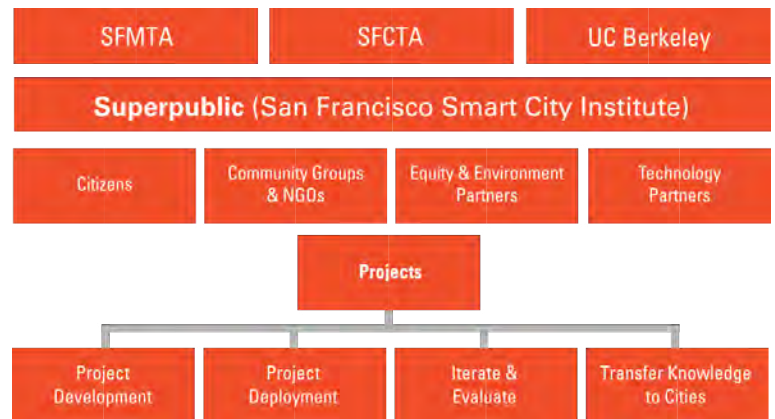 SFMTA
SFCTA
UC Berkeley
Superpublic (San Francisco Smart City Institute)
Citizens
Community Groups
& NGOs
Equity & Environment
Partners
Technology
Partners
Projects
Project
Development
Project
Deployment
Iterate &
Evaluate
Transfer Knowledge
to Cities